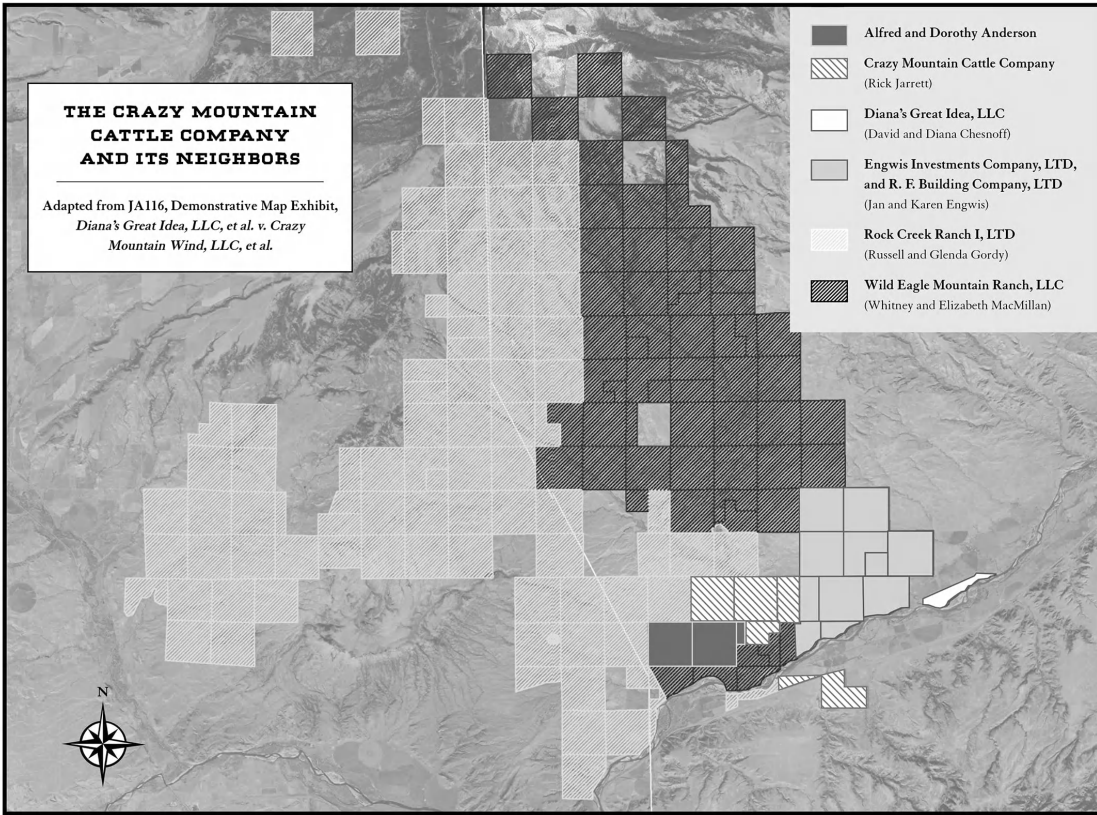 THE CRAZY MOUNTAIN
CATTLE COMPANY
AND ITS NEIGHBORS
Adapted from JA116, Demonstrative Map Exhibit,
Diana's Great Idea, LLC, et al. v. Crazy
Mountain Wind, LLC, et al.
Alfred and Dorothy Anderson
Crazy Mountain Cattle Company
(Rick Jarrett)
Diana's Great Idea, LLC
(David and Diana Chesnoff)
Engwis Investments Company, LTD,
and R. F. Building Company, LTD
(Jan and Karen Engwis)
Rock Creek Ranch I, LTD
(Russell and Glenda Gordy)
Wild Eagle Mountain Ranch, LLC
(Whitney and Elizabeth MacMillan)
N